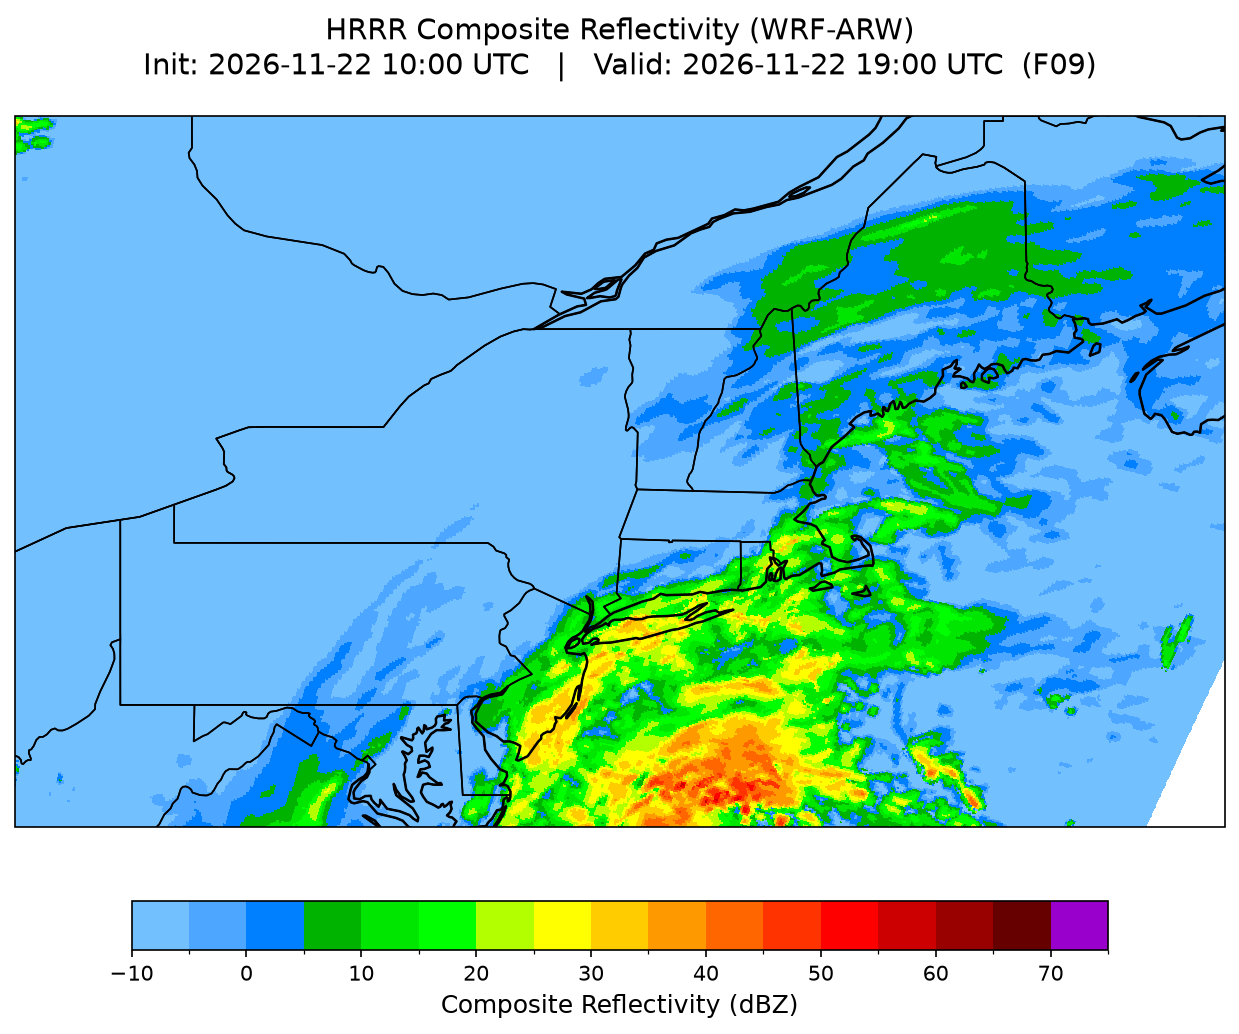 HRRR Composite Reflectivity (WRF-ARW)
Init: 2026-11-22 10:00 UTC   |   Valid: 2026-11-22 19:00 UTC  (F09)
−10 0 10 20 30 40 50 60 70
Composite Reflectivity (dBZ)